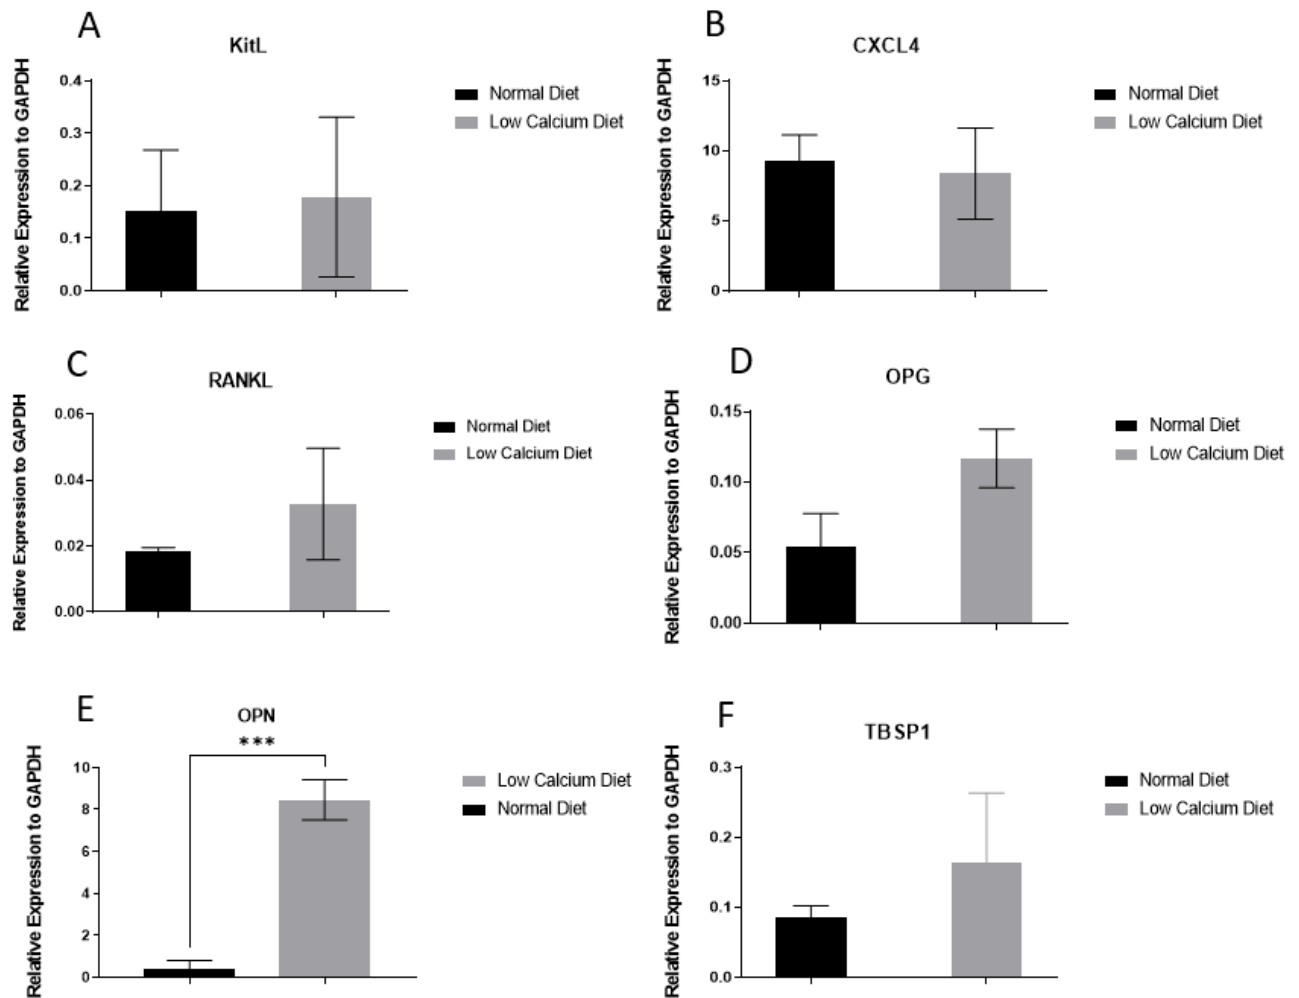 A
KitL
Relative Expression to GAPDH
0.4
0.3
0.2
0.1
0.0
Normal Diet
Low Calcium Diet
B
CXCL4
Relative Expression to GAPDH
15
10
5
0
Normal Diet
Low Calcium Diet
C
RANKL
Relative Expression to GAPDH
0.06
0.04
0.02
0.00
Normal Diet
Low Calcium Diet
D
OPG
Relative Expression to GAPDH
0.15
0.10
0.05
0.00
Normal Diet
Low Calcium Diet
E
OPN
***
Relative Expression to GAPDH
10
8
6
4
2
0
Low Calcium Diet
Normal Diet
F
TBSP1
Relative Expression to GAPDH
0.3
0.2
0.1
0.0
Normal Diet
Low Calcium Diet